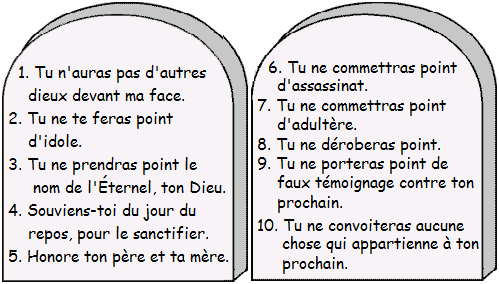 1. Tu n'auras pas d'autres
dieux devant ma face.
2. Tu ne te feras point
d'idole.
3. Tu ne prendras point le
nom de l'Éternel, ton Dieu.
4. Souviens-toi du jour du
repos, pour le sanctifier.
5. Honore ton père et ta mère.
6. Tu ne commettras point
d'assassinat.
7. Tu ne commettras point
d'adultère.
8. Tu ne déroberas point.
9. Tu ne porteras point de
faux témoignage contre ton
prochain.
10. Tu ne convoiteras aucune
chose qui appartienne à ton
prochain.